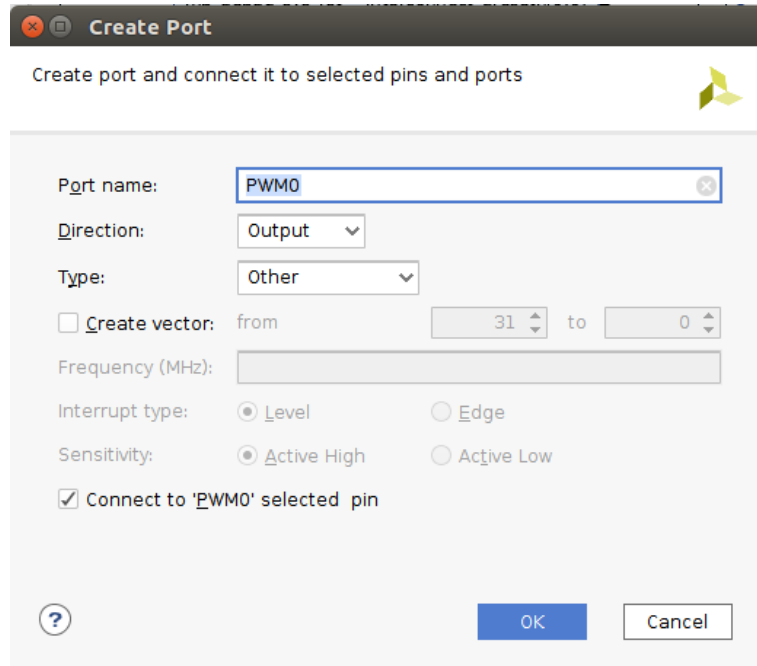 Create Port
Create port and connect it to selected pins and ports
Port name: PWM0
Direction: Output
Type: Other
Create vector: from 31 to 0
Frequency (MHz):
Interrupt type: Level Edge
Sensitivity: Active High Active Low
Connect to 'PWM0' selected pin
? OK Cancel